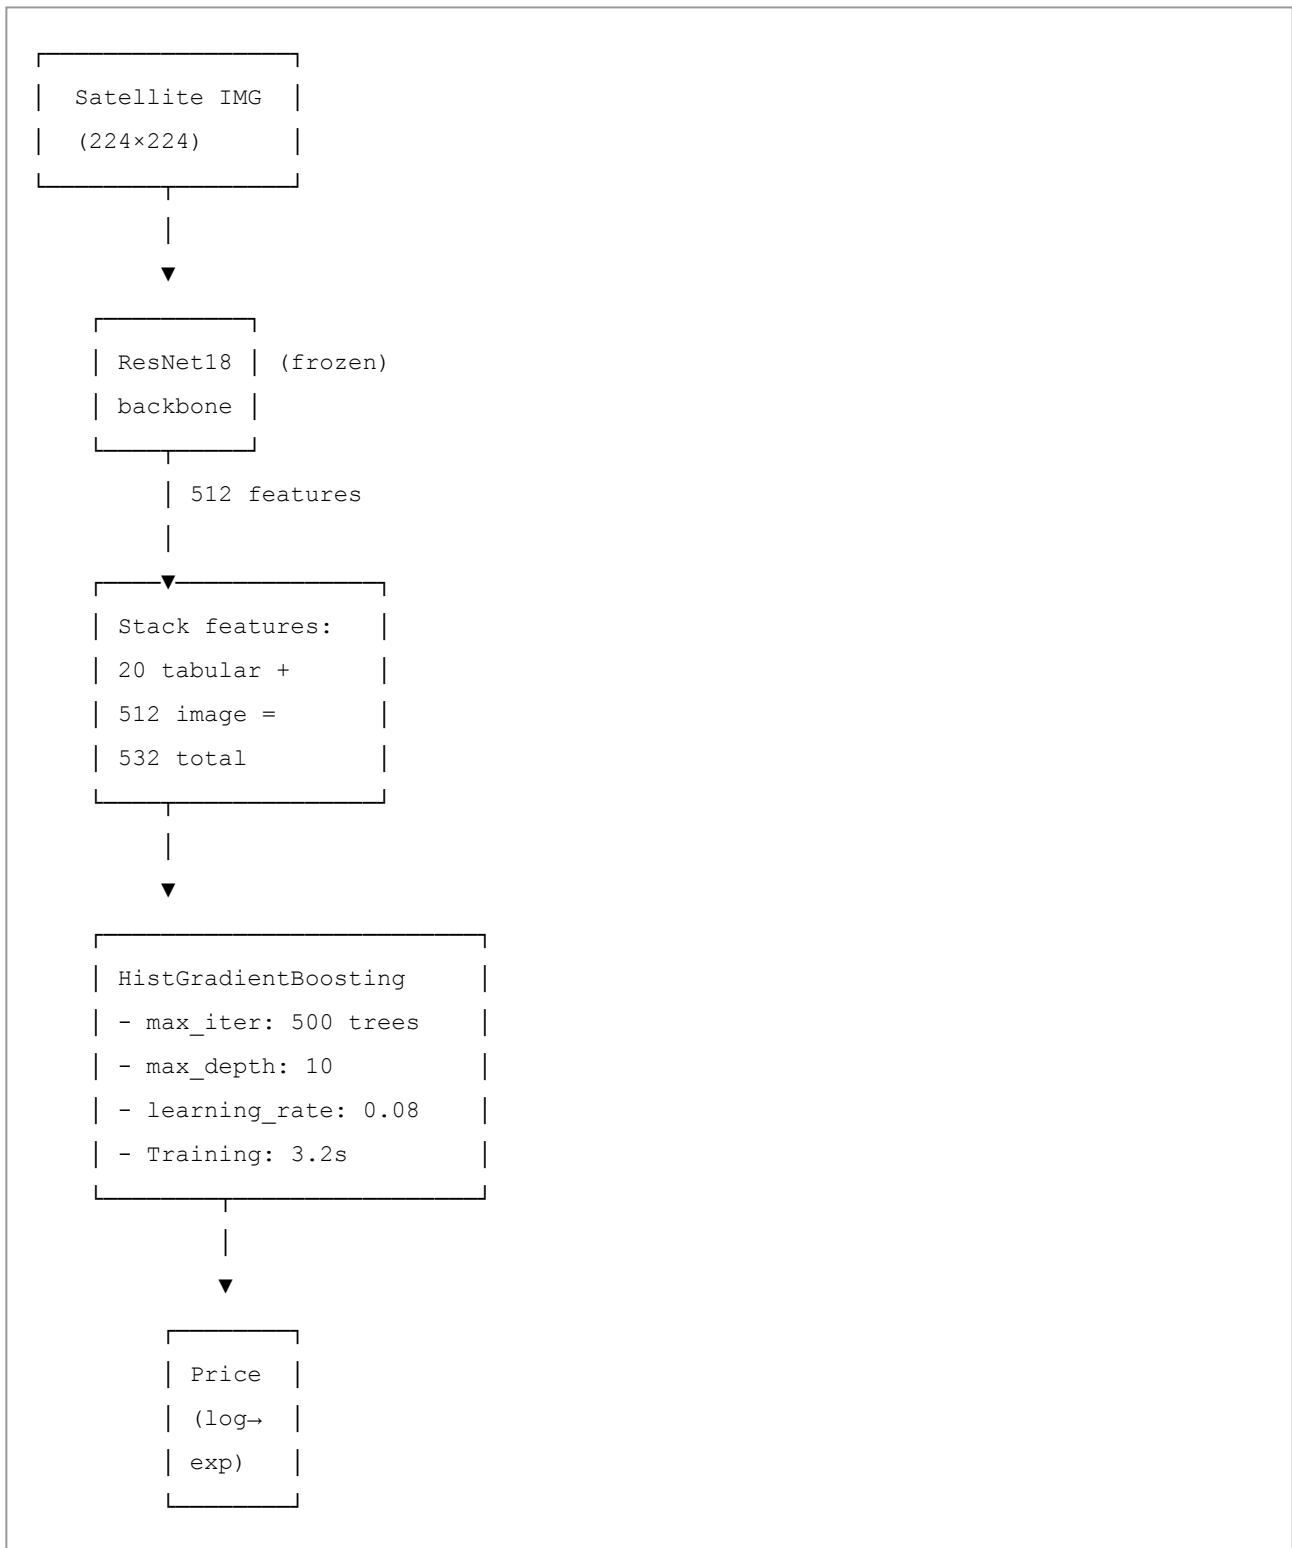 Satellite IMG
(224×224)
ResNet18 (frozen)
backbone
512 features
Stack features:
20 tabular +
512 image =
532 total
HistGradientBoosting
- max_iter: 500 trees
- max_depth: 10
- learning_rate: 0.08
- Training: 3.2s
Price
(log→
exp)